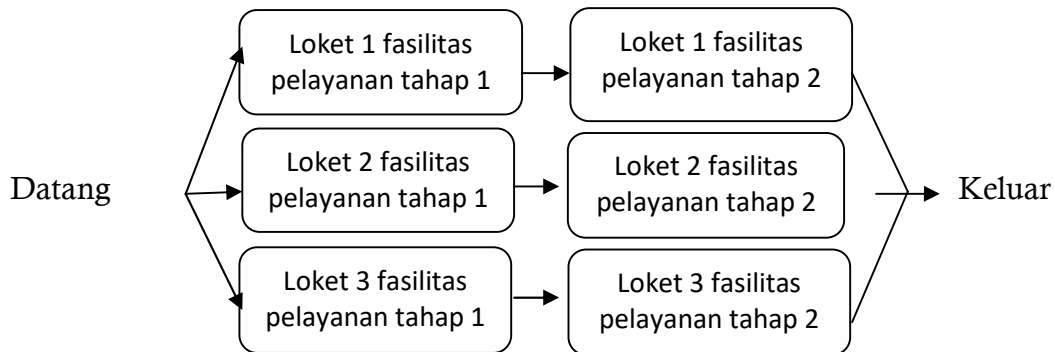 Datang
Loket 1 fasilitas
pelayanan tahap 1
Loket 1 fasilitas
pelayanan tahap 2
Loket 2 fasilitas
pelayanan tahap 1
Loket 2 fasilitas
pelayanan tahap 2
Loket 3 fasilitas
pelayanan tahap 1
Loket 3 fasilitas
pelayanan tahap 2
Keluar